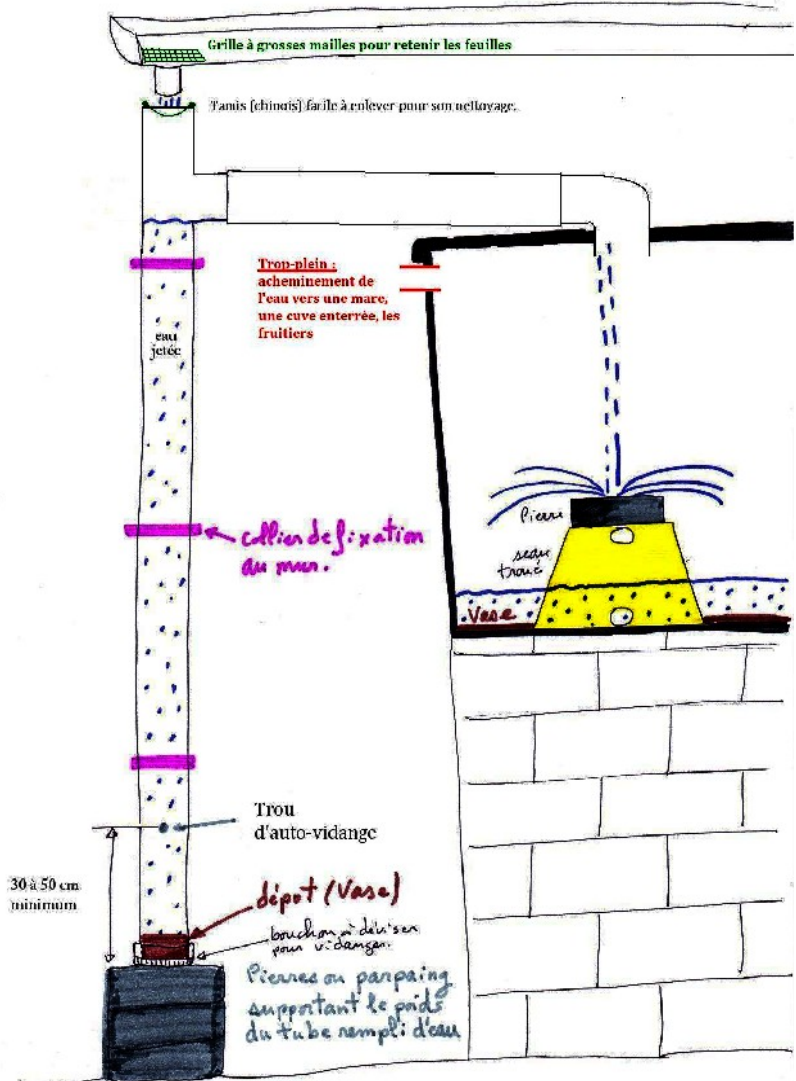 Grille à grosses mailles pour retenir les feuilles
Tamis (chinois) facile à enlever pour son nettoyage.
Trop-plein :
acheminement de
l'eau vers une mare,
une cuve enterrée, les
fruitiers
eau
jetée
Pierre
seau
troué
collier de fixation
au mur.
Vase
Trou
d'auto-vidange
30 à 50 cm
minimum
dépot (Vase)
bouchon à dévisser
pour vidanger.
Pierres ou parpaing
supportant le poids
du tube rempli d'eau